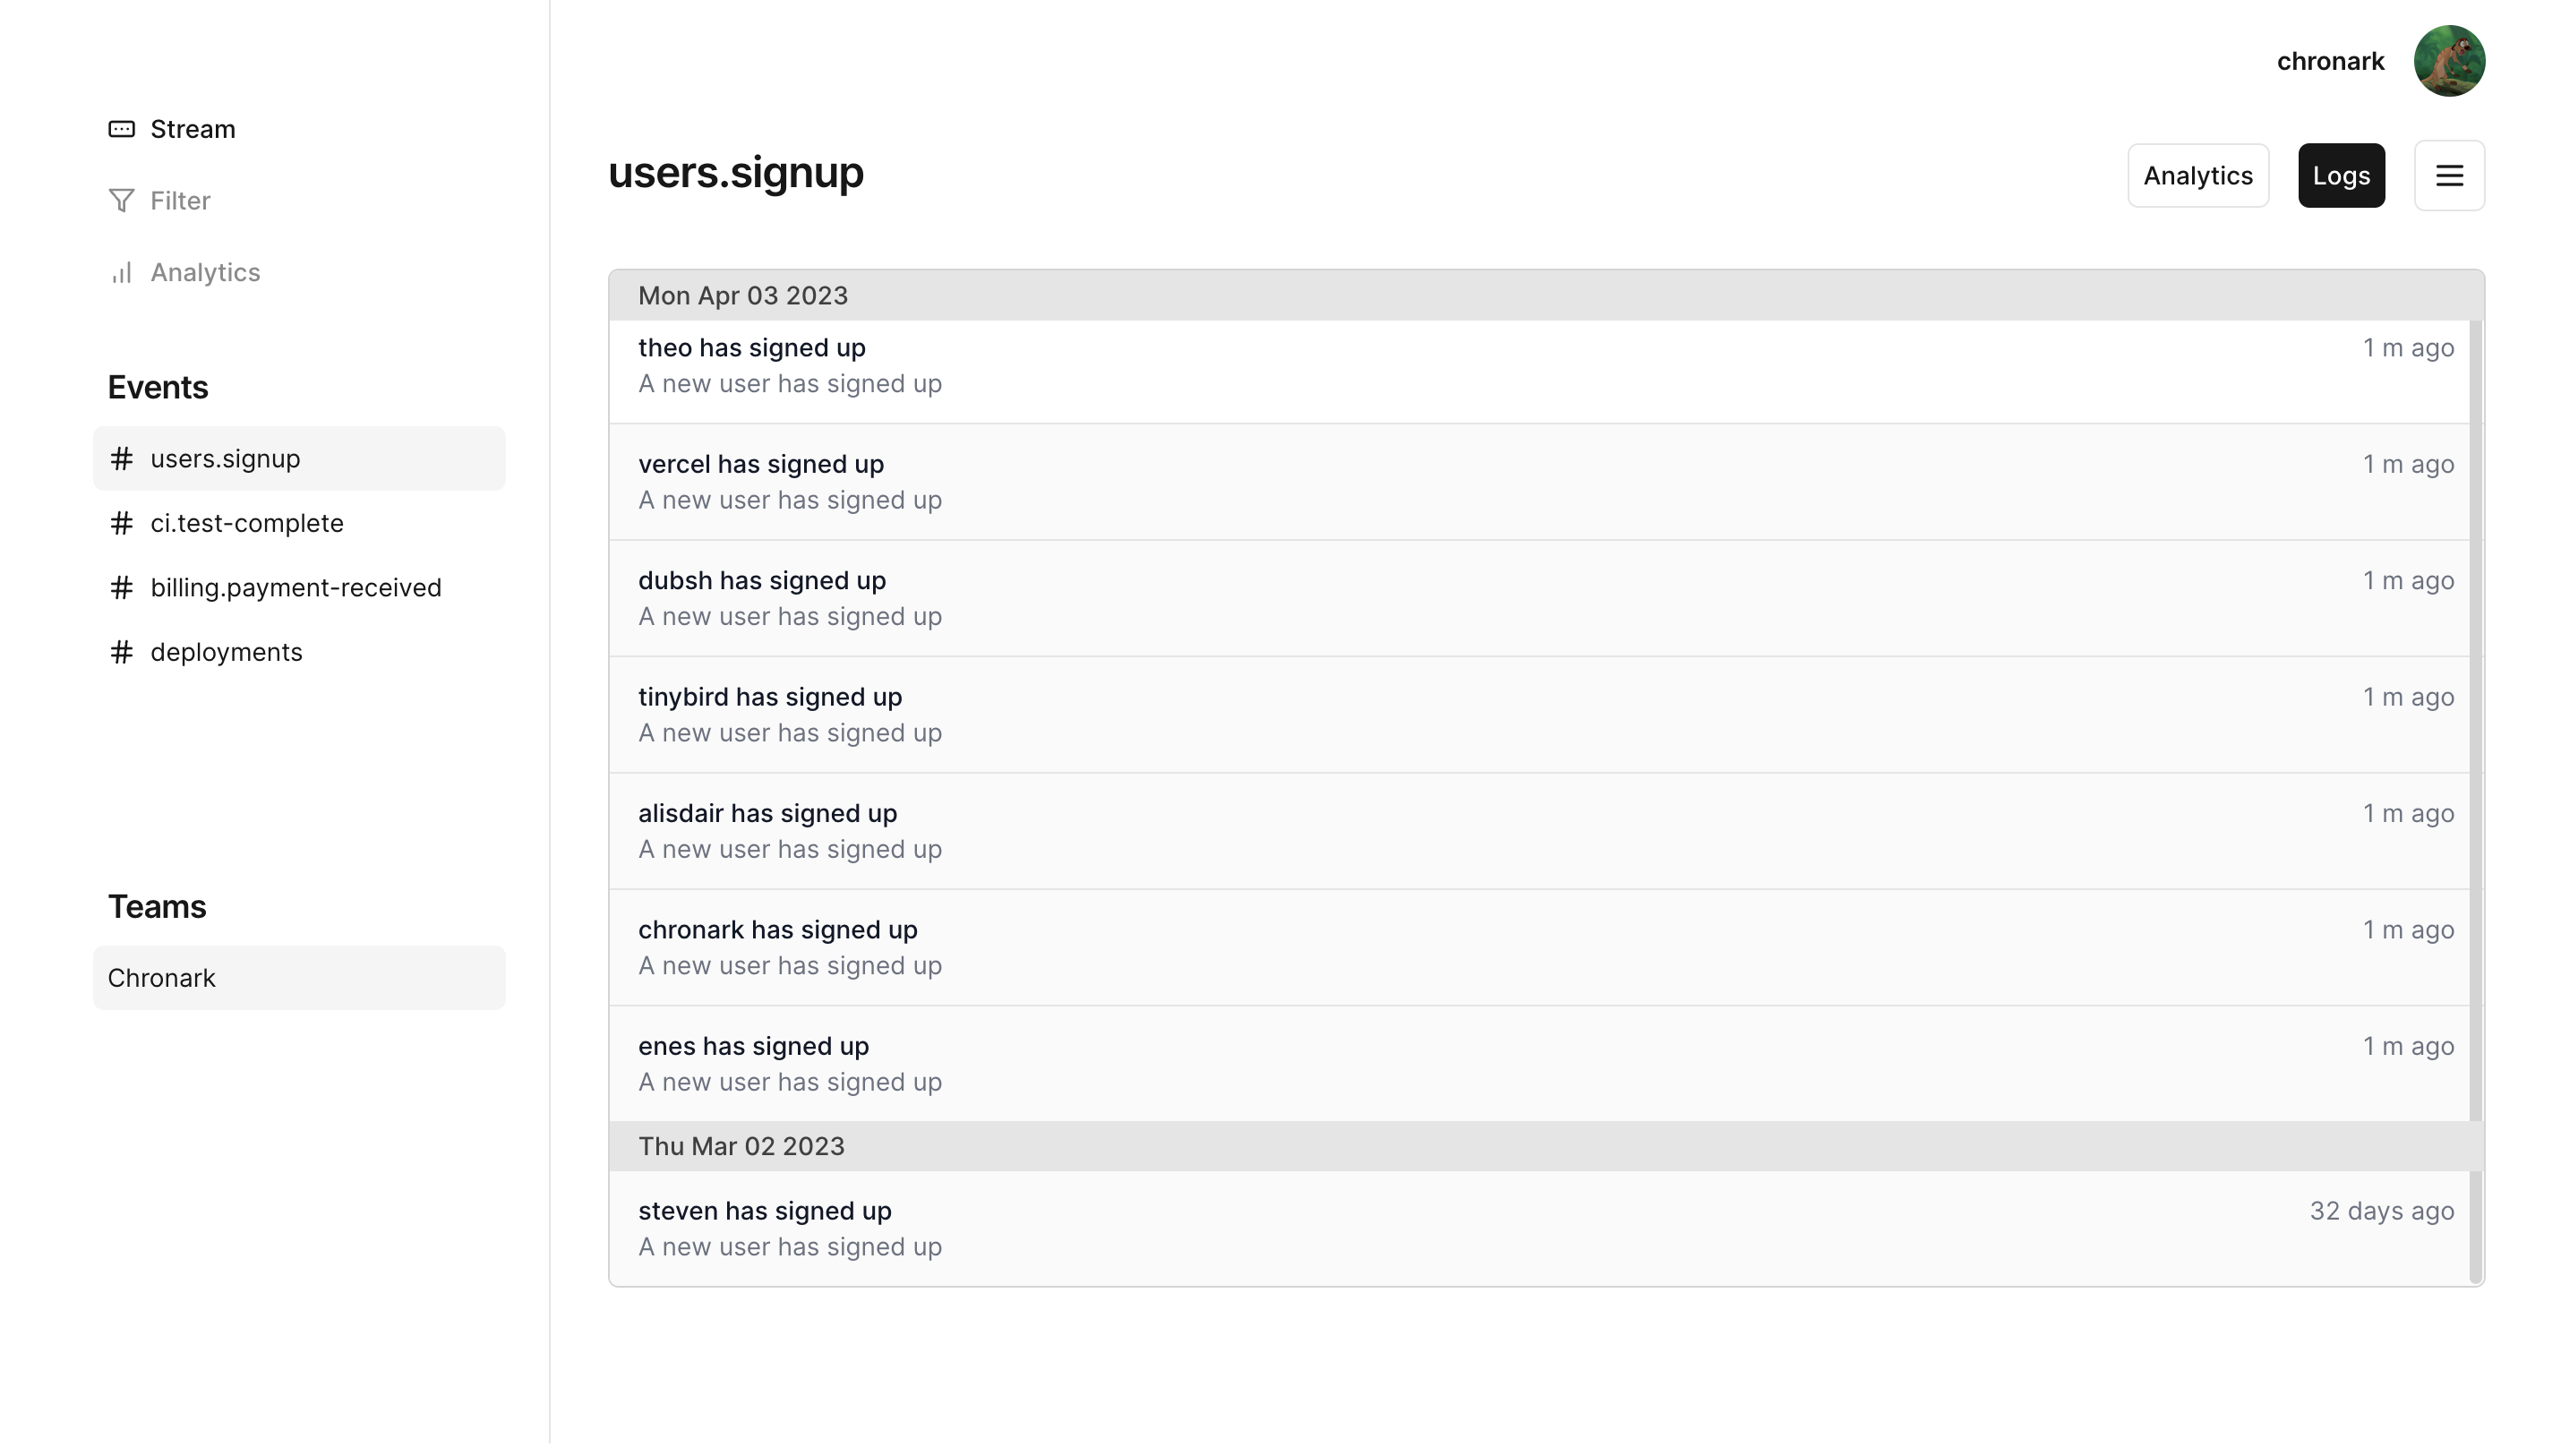 chronark
Stream
Filter
Analytics
Events
users.signup
ci.test-complete
billing.payment-received
deployments
Teams
Chronark
users.signup
Analytics
Logs
Mon Apr 03 2023
theo has signed up
1 m ago
A new user has signed up
vercel has signed up
1 m ago
A new user has signed up
dubsh has signed up
1 m ago
A new user has signed up
tinybird has signed up
1 m ago
A new user has signed up
alisdair has signed up
1 m ago
A new user has signed up
chronark has signed up
1 m ago
A new user has signed up
enes has signed up
1 m ago
A new user has signed up
Thu Mar 02 2023
steven has signed up
32 days ago
A new user has signed up